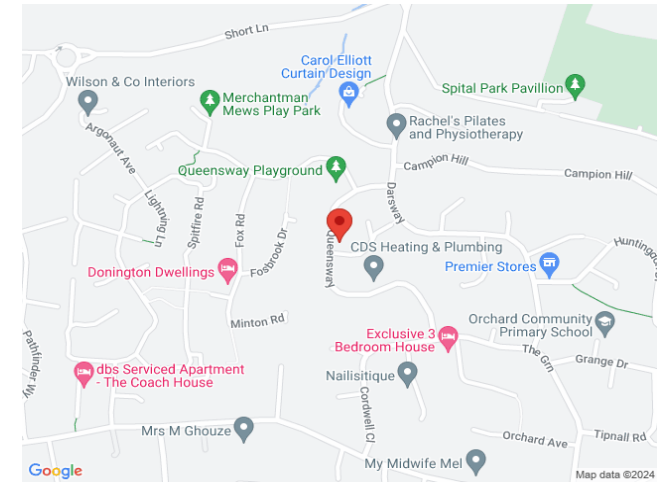 Short Ln
Carol Elliott
Curtain Design
Wilson & Co Interiors
Spital Park Pavillion
Merchantman
Mews Play Park
Rachel's Pilates
and Physiotherapy
Argonaut Ave
Queensway Playground
Campion Hill
Campion Hill
Darsway
Lightning Ln
Spitfire Rd
Fox Rd
Fosbrook Dr
Queensway
CDS Heating & Plumbing
Donington Dwellings
Premier Stores
Minton Rd
Orchard Community
Primary School
Exclusive 3
Bedroom House
The Grn
Grange Dr
Pathfinder Wy
dbs Serviced Apartment
- The Coach House
Nailisitique
Cordwell Cl
Mrs M Ghouze
Orchard Ave
Tipnall Rd
My Midwife Mel
Google
Map data ©2024